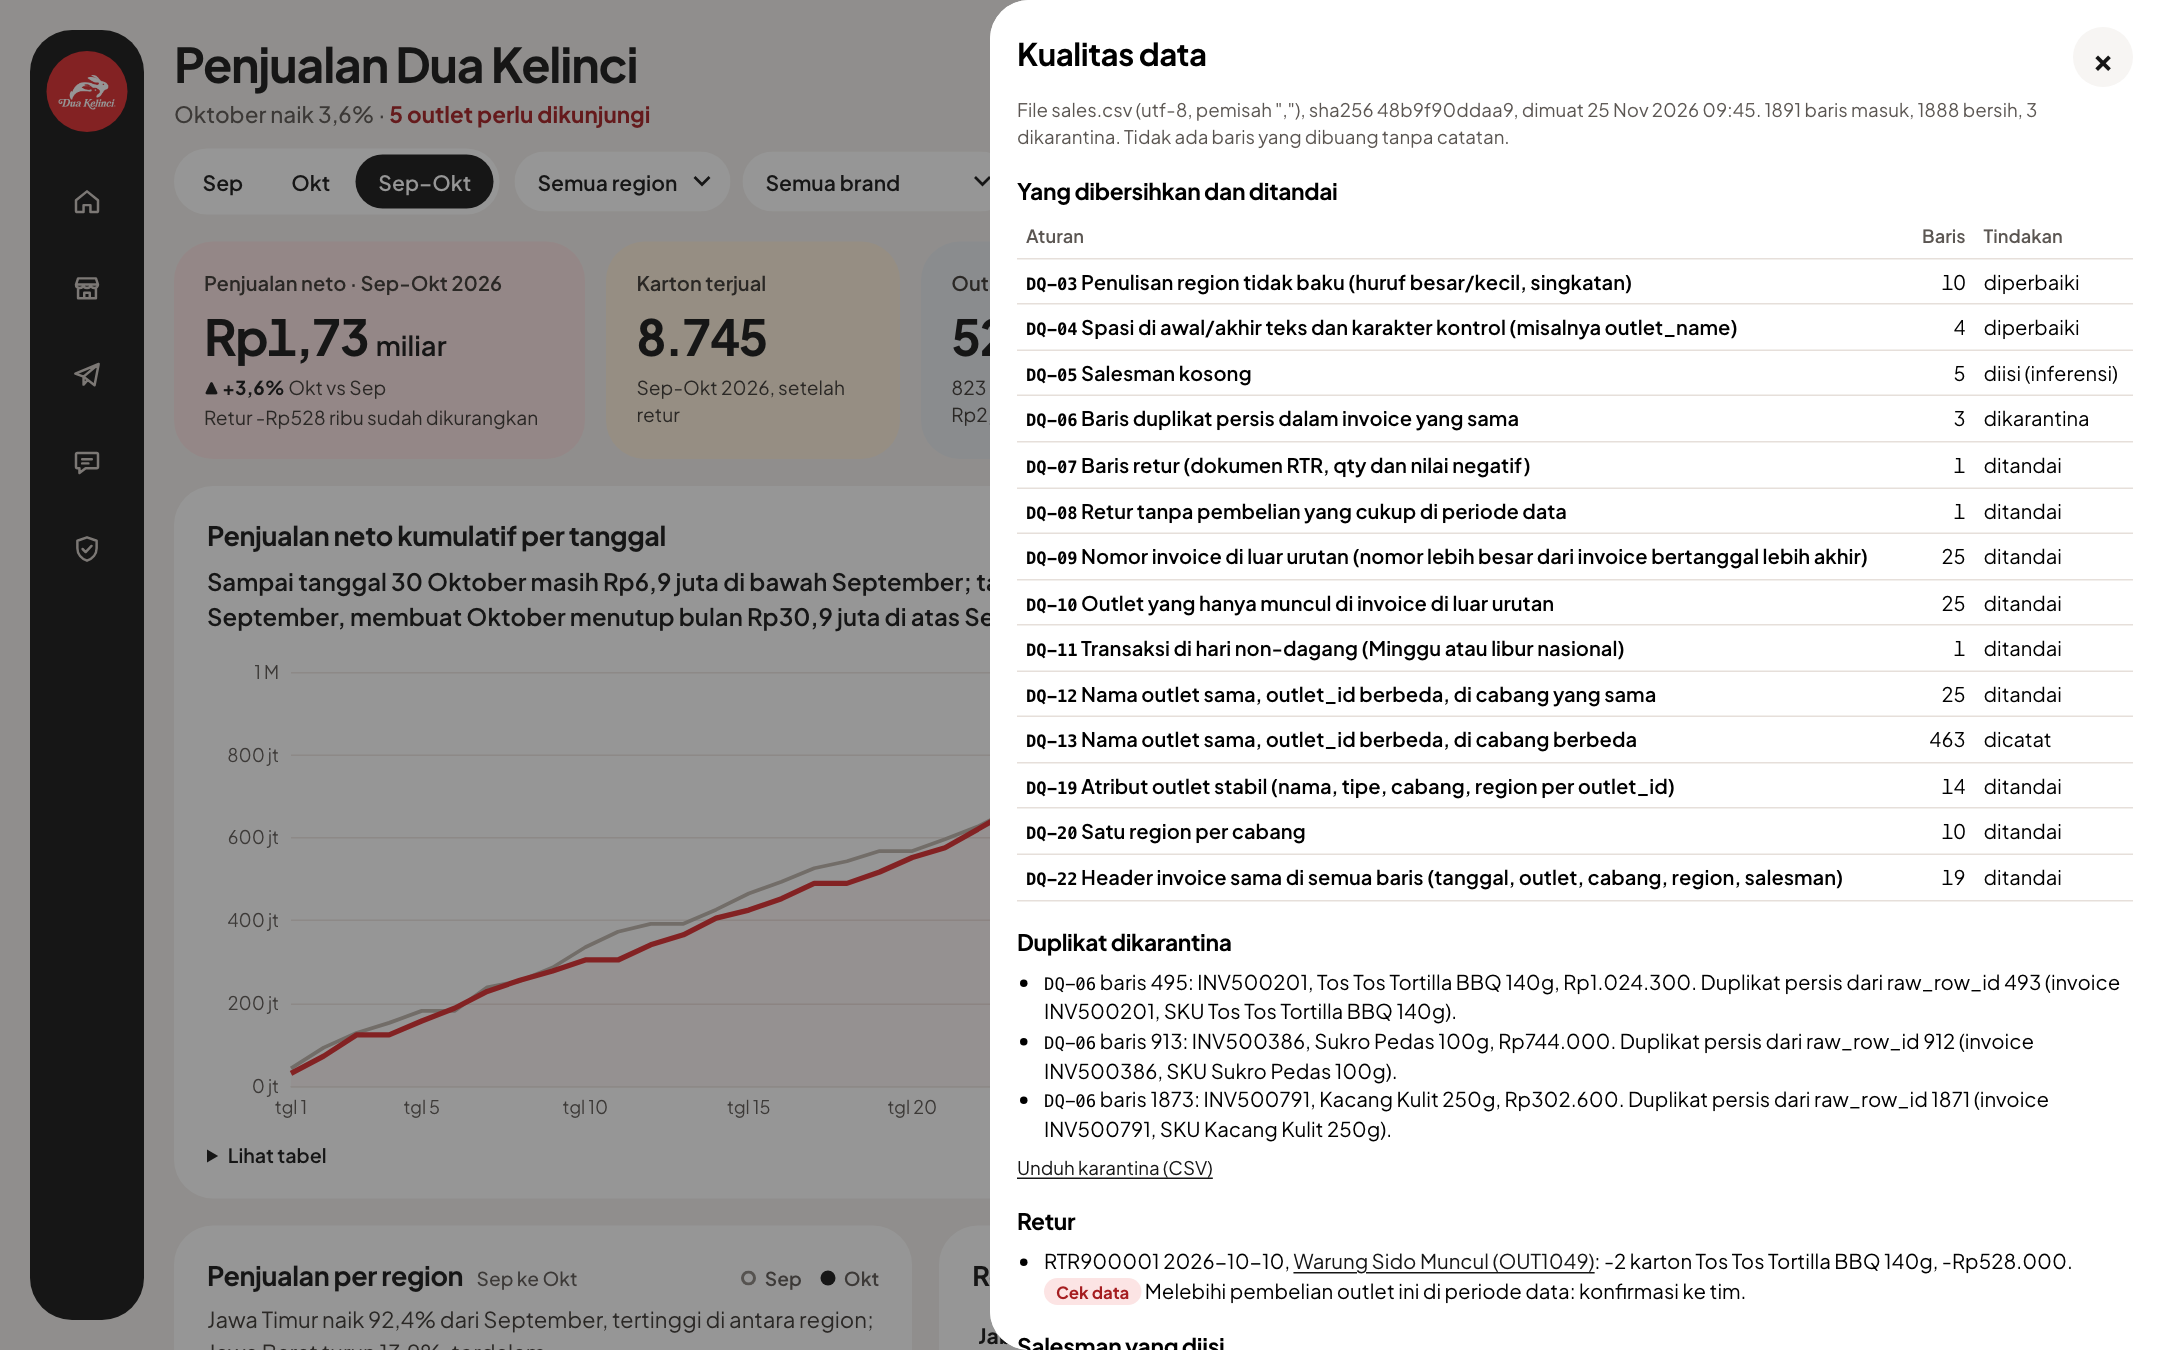 Dua Kelinci
Penjualan Dua Kelinci
Oktober naik 3,6% · 5 outlet perlu dikunjungi
Sep Okt Sep–Okt Semua region Semua brand
Penjualan neto · Sep–Okt 2026
Rp1,73 miliar
▲ +3,6% Okt vs Sep
Retur -Rp528 ribu sudah dikurangkan
Karton terjual
8.745
Sep-Okt 2026, setelah
retur
Out
52
823
Rp2
Penjualan neto kumulatif per tanggal
Sampai tanggal 30 Oktober masih Rp6,9 juta di bawah September; ta
September, membuat Oktober menutup bulan Rp30,9 juta di atas Se
1 M
800 jt
600 jt
400 jt
200 jt
0 jt
tgl 1 tgl 5 tgl 10 tgl 15 tgl 20
Lihat tabel
Penjualan per region Sep ke Okt Sep Okt
Jawa Timur naik 92,4% dari September, tertinggi di antara region;
Kualitas data
×
File sales.csv (utf-8, pemisah ","), sha256 48b9f90ddaa9, dimuat 25 Nov 2026 09:45. 1891 baris masuk, 1888 bersih, 3
dikarantina. Tidak ada baris yang dibuang tanpa catatan.
Yang dibersihkan dan ditandai
Aturan Baris Tindakan
DQ-03 Penulisan region tidak baku (huruf besar/kecil, singkatan) 10 diperbaiki
DQ-04 Spasi di awal/akhir teks dan karakter kontrol (misalnya outlet_name) 4 diperbaiki
DQ-05 Salesman kosong 5 diisi (inferensi)
DQ-06 Baris duplikat persis dalam invoice yang sama 3 dikarantina
DQ-07 Baris retur (dokumen RTR, qty dan nilai negatif) 1 ditandai
DQ-08 Retur tanpa pembelian yang cukup di periode data 1 ditandai
DQ-09 Nomor invoice di luar urutan (nomor lebih besar dari invoice bertanggal lebih akhir) 25 ditandai
DQ-10 Outlet yang hanya muncul di invoice di luar urutan 25 ditandai
DQ-11 Transaksi di hari non-dagang (Minggu atau libur nasional) 1 ditandai
DQ-12 Nama outlet sama, outlet_id berbeda, di cabang yang sama 25 ditandai
DQ-13 Nama outlet sama, outlet_id berbeda, di cabang berbeda 463 dicatat
DQ-19 Atribut outlet stabil (nama, tipe, cabang, region per outlet_id) 14 ditandai
DQ-20 Satu region per cabang 10 ditandai
DQ-22 Header invoice sama di semua baris (tanggal, outlet, cabang, region, salesman) 19 ditandai
Duplikat dikarantina
• DQ-06 baris 495: INV500201, Tos Tos Tortilla BBQ 140g, Rp1.024.300. Duplikat persis dari raw_row_id 493 (invoice
INV500201, SKU Tos Tos Tortilla BBQ 140g).
• DQ-06 baris 913: INV500386, Sukro Pedas 100g, Rp744.000. Duplikat persis dari raw_row_id 912 (invoice
INV500386, SKU Sukro Pedas 100g).
• DQ-06 baris 1873: INV500791, Kacang Kulit 250g, Rp302.600. Duplikat persis dari raw_row_id 1871 (invoice
INV500791, SKU Kacang Kulit 250g).
Unduh karantina (CSV)
Retur
• RTR900001 2026-10-10, Warung Sido Muncul (OUT1049): -2 karton Tos Tos Tortilla BBQ 140g, -Rp528.000.
Cek data Melebihi pembelian outlet ini di periode data: konfirmasi ke tim.
Salesman yang diisi